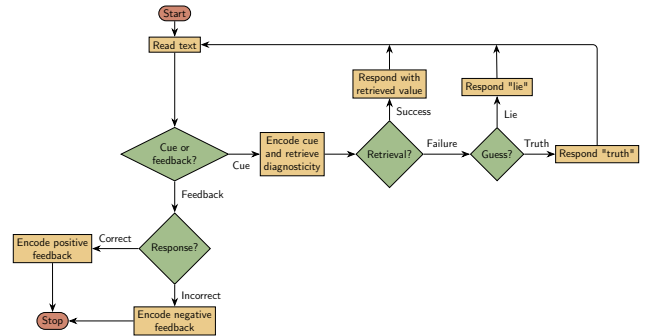 Start
Read text
Respond with
retrieved value
Respond "lie"
Success
Lie
Cue or
feedback?
Cue
Encode cue
and retrieve
diagnosticity
Retrieval?
Failure
Guess?
Truth
Respond "truth"
Feedback
Response?
Correct
Encode positive
feedback
Incorrect
Stop
Encode negative
feedback